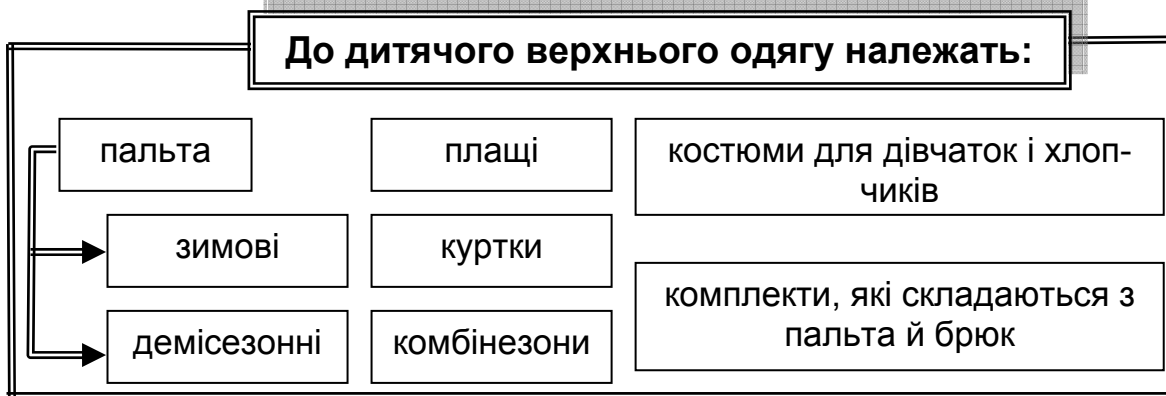 До дитячого верхнього одягу належать:
пальта
зимові
демісезонні
плащі
куртки
комбінезони
костюми для дівчаток і хлоп-
чиків
комплекти, які складаються з
пальта й брюк